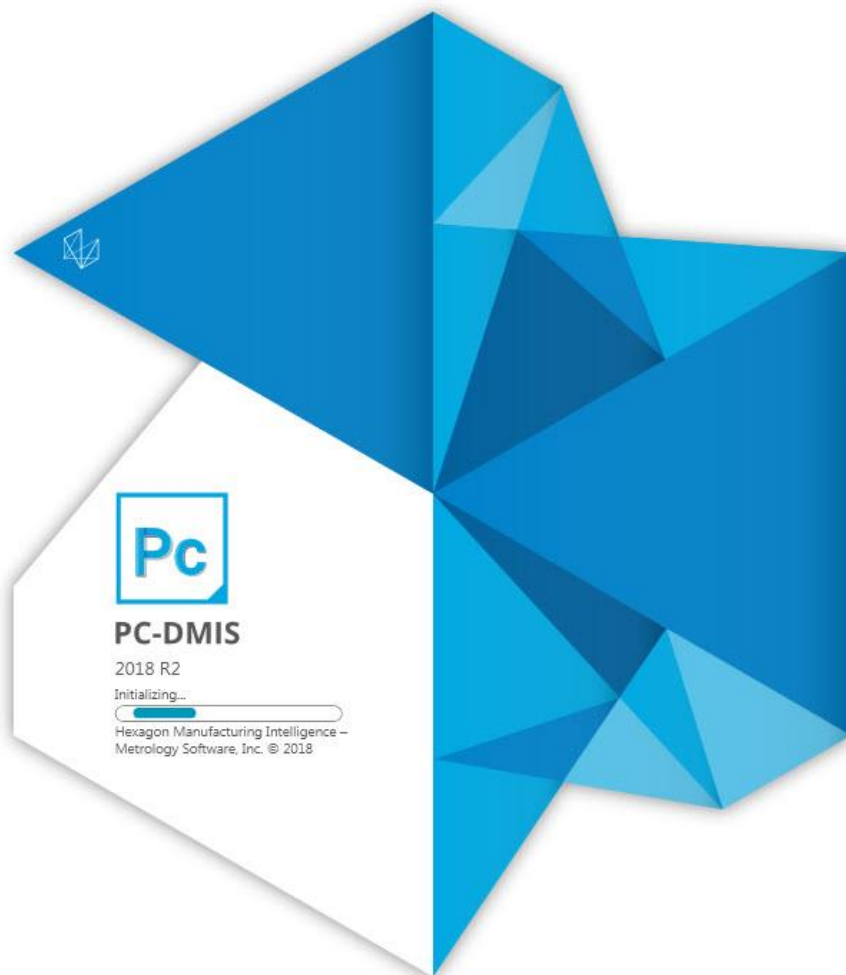 Pc
PC-DMIS
2018 R2
Initializing...
Hexagon Manufacturing Intelligence –
Metrology Software, Inc. © 2018